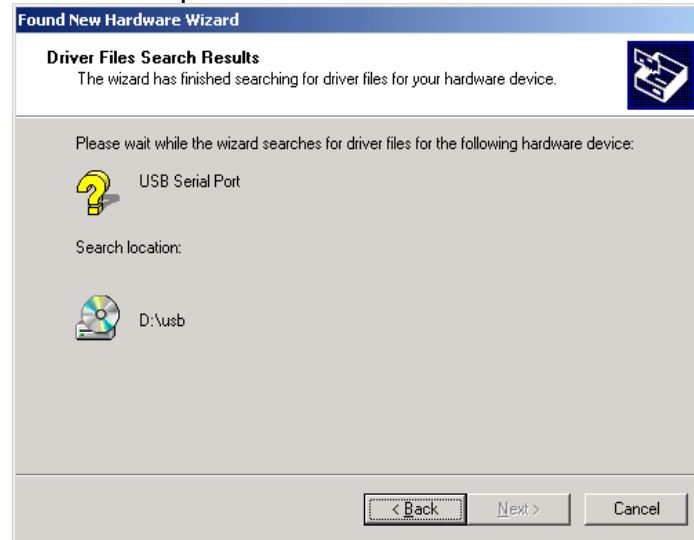 Found New Hardware Wizard
Driver Files Search Results
The wizard has finished searching for driver files for your hardware device.
Please wait while the wizard searches for driver files for the following hardware device:
USB Serial Port
Search location:
D:\usb
< Back Next > Cancel